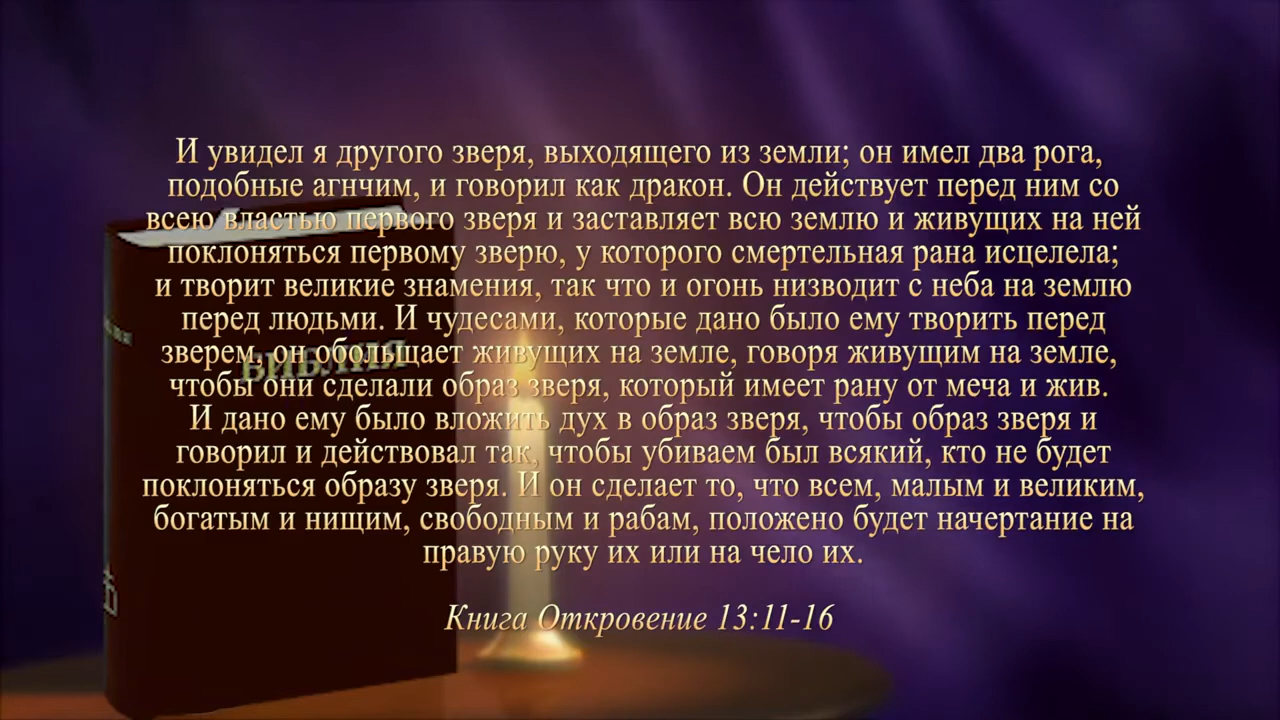 И увидел я другого зверя, выходящего из земли; он имел два рога,
подобные агнчим, и говорил как дракон. Он действует перед ним со
всею властью первого зверя и заставляет всю землю и живущих на ней
поклоняться первому зверю, у которого смертельная рана исцелела;
и творит великие знамения, так что и огонь низводит с неба на землю
перед людьми. И чудесами, которые дано было ему творить перед
зверем, он обольщает живущих на земле, говоря живущим на земле,
чтобы они сделали образ зверя, который имеет рану от меча и жив.
И дано ему было вложить дух в образ зверя, чтобы образ зверя и
говорил и действовал так, чтобы убиваем был всякий, кто не будет
поклоняться образу зверя. И он сделает то, что всем, малым и великим,
богатым и нищим, свободным и рабам, положено будет начертание на
правую руку их или на чело их.
Книга Откровение 13:11-16
БИБЛИЯ